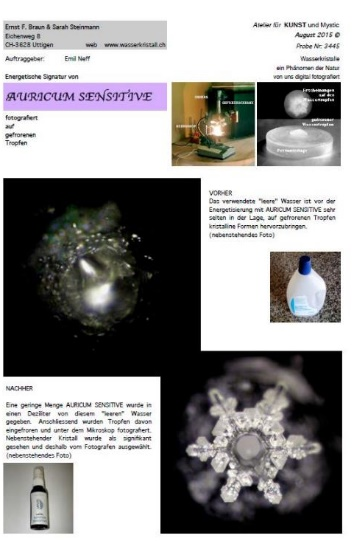 Ernst F. Braun & Sarah Steinmann
Eichenweg 8
CH-3628 Uttigen web www.wasserkristall.ch
Atelier für KUNST und Mystic
August 2015 ©
Probe Nr. 3445
Auftraggeber: Emil Neff
Wasserkristalle
ein Phänomen der Natur
von uns digital fotografiert
Energetische Signatur von
AURICUM SENSITIVE
fotografiert
auf
gefrorenen
Tropfen
VORHER
Das verwendete "leere" Wasser ist vor der
Energetisierung mit AURICUM SENSITIVE sehr
selten in der Lage, auf gefrorenen Tropfen
kristalline Formen hervorzubringen.
(nebenstehendes Foto)
NACHHER
Eine geringe Menge AURICUM SENSITIVE wurde in
einen Deziliter von diesem "leeren" Wasser
gegeben. Anschliessend wurden Tropfen davon
eingefroren und unter dem Mikroskop fotografiert.
Nebenstehender Kristall wurde als signifikant
gesehen und deshalb vom Fotografen ausgewählt.
(nebenstehendes Foto)